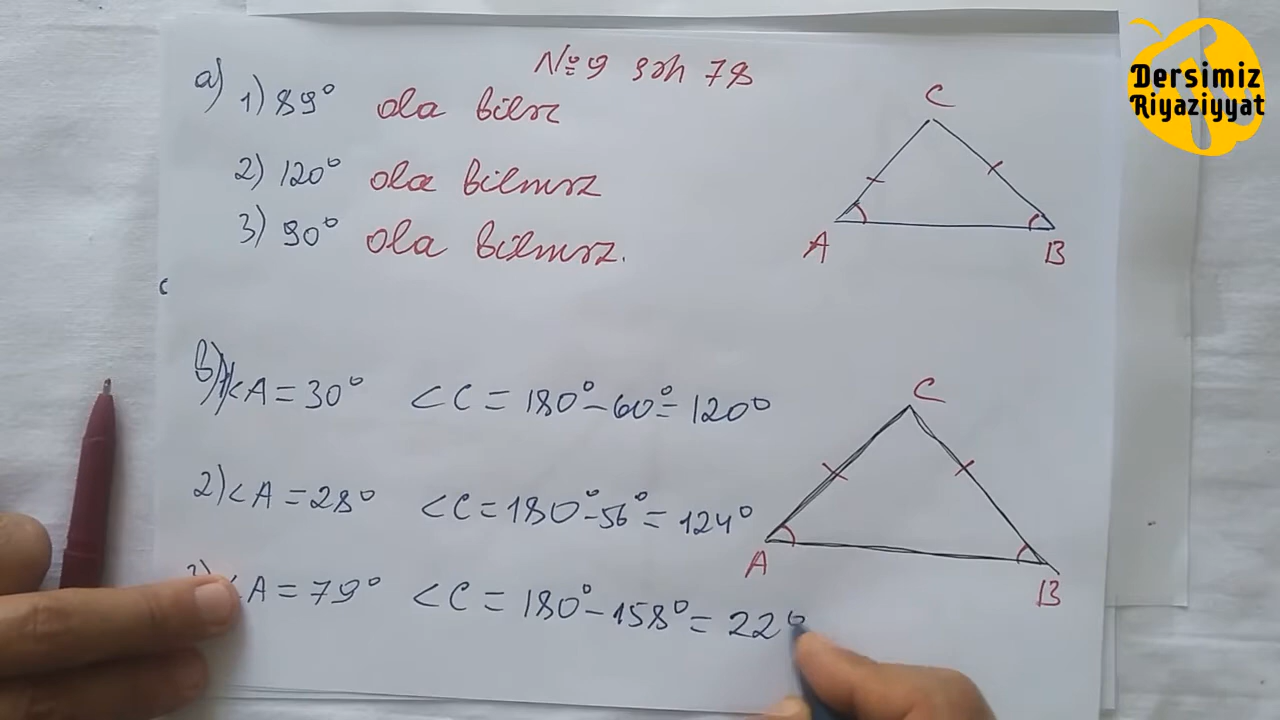 №9 səh 78
a) 1) 89° ola bilər
2) 120° ola bilməz
3) 90° ola bilməz.
C
A
B
b) 1) <A = 30° <C = 180° - 60° = 120°
2) <A = 28° <C = 180° - 56° = 124°
3) <A = 79° <C = 180° - 158° = 22°
C
A
B
Dersimiz
Riyaziyyat